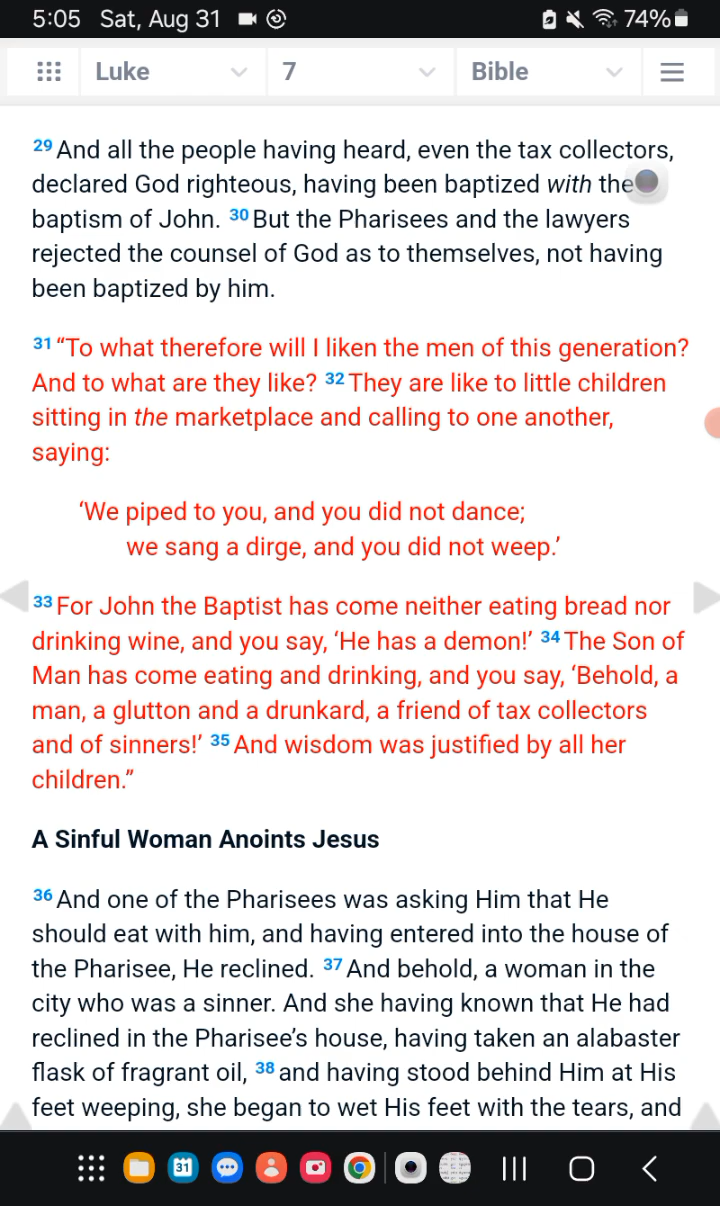 5:05 Sat, Aug 31 74%
Luke 7 Bible
29 And all the people having heard, even the tax collectors,
declared God righteous, having been baptized with the
baptism of John. 30 But the Pharisees and the lawyers
rejected the counsel of God as to themselves, not having
been baptized by him.
31 “To what therefore will I liken the men of this generation?
And to what are they like? 32 They are like to little children
sitting in the marketplace and calling to one another,
saying:
‘We piped to you, and you did not dance;
we sang a dirge, and you did not weep.’
33 For John the Baptist has come neither eating bread nor
drinking wine, and you say, ‘He has a demon!’ 34 The Son of
Man has come eating and drinking, and you say, ‘Behold, a
man, a glutton and a drunkard, a friend of tax collectors
and of sinners!’ 35 And wisdom was justified by all her
children.”
A Sinful Woman Anoints Jesus
36 And one of the Pharisees was asking Him that He
should eat with him, and having entered into the house of
the Pharisee, He reclined. 37 And behold, a woman in the
city who was a sinner. And she having known that He had
reclined in the Pharisee’s house, having taken an alabaster
flask of fragrant oil, 38 and having stood behind Him at His
feet weeping, she began to wet His feet with the tears, and
31